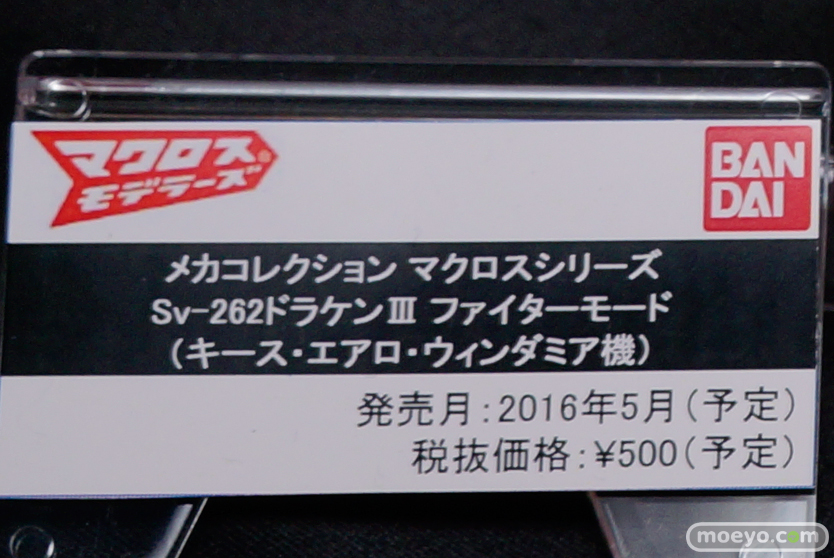 マクロス
モデラーズ
BAN
DAI
メカコレクション マクロスシリーズ
Sv-262ドラケンⅢ ファイターモード
(キース・エアロ・ウィンダミア機)
発売月:2016年5月(予定)
税抜価格:¥500(予定)
moeyo.com